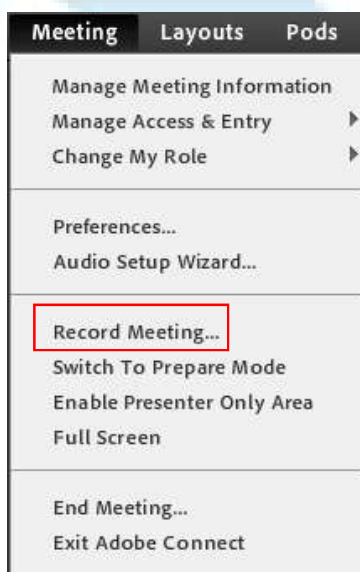 Meeting Layouts Pods
Manage Meeting Information
Manage Access & Entry
Change My Role
Preferences...
Audio Setup Wizard...
Record Meeting...
Switch To Prepare Mode
Enable Presenter Only Area
Full Screen
End Meeting...
Exit Adobe Connect